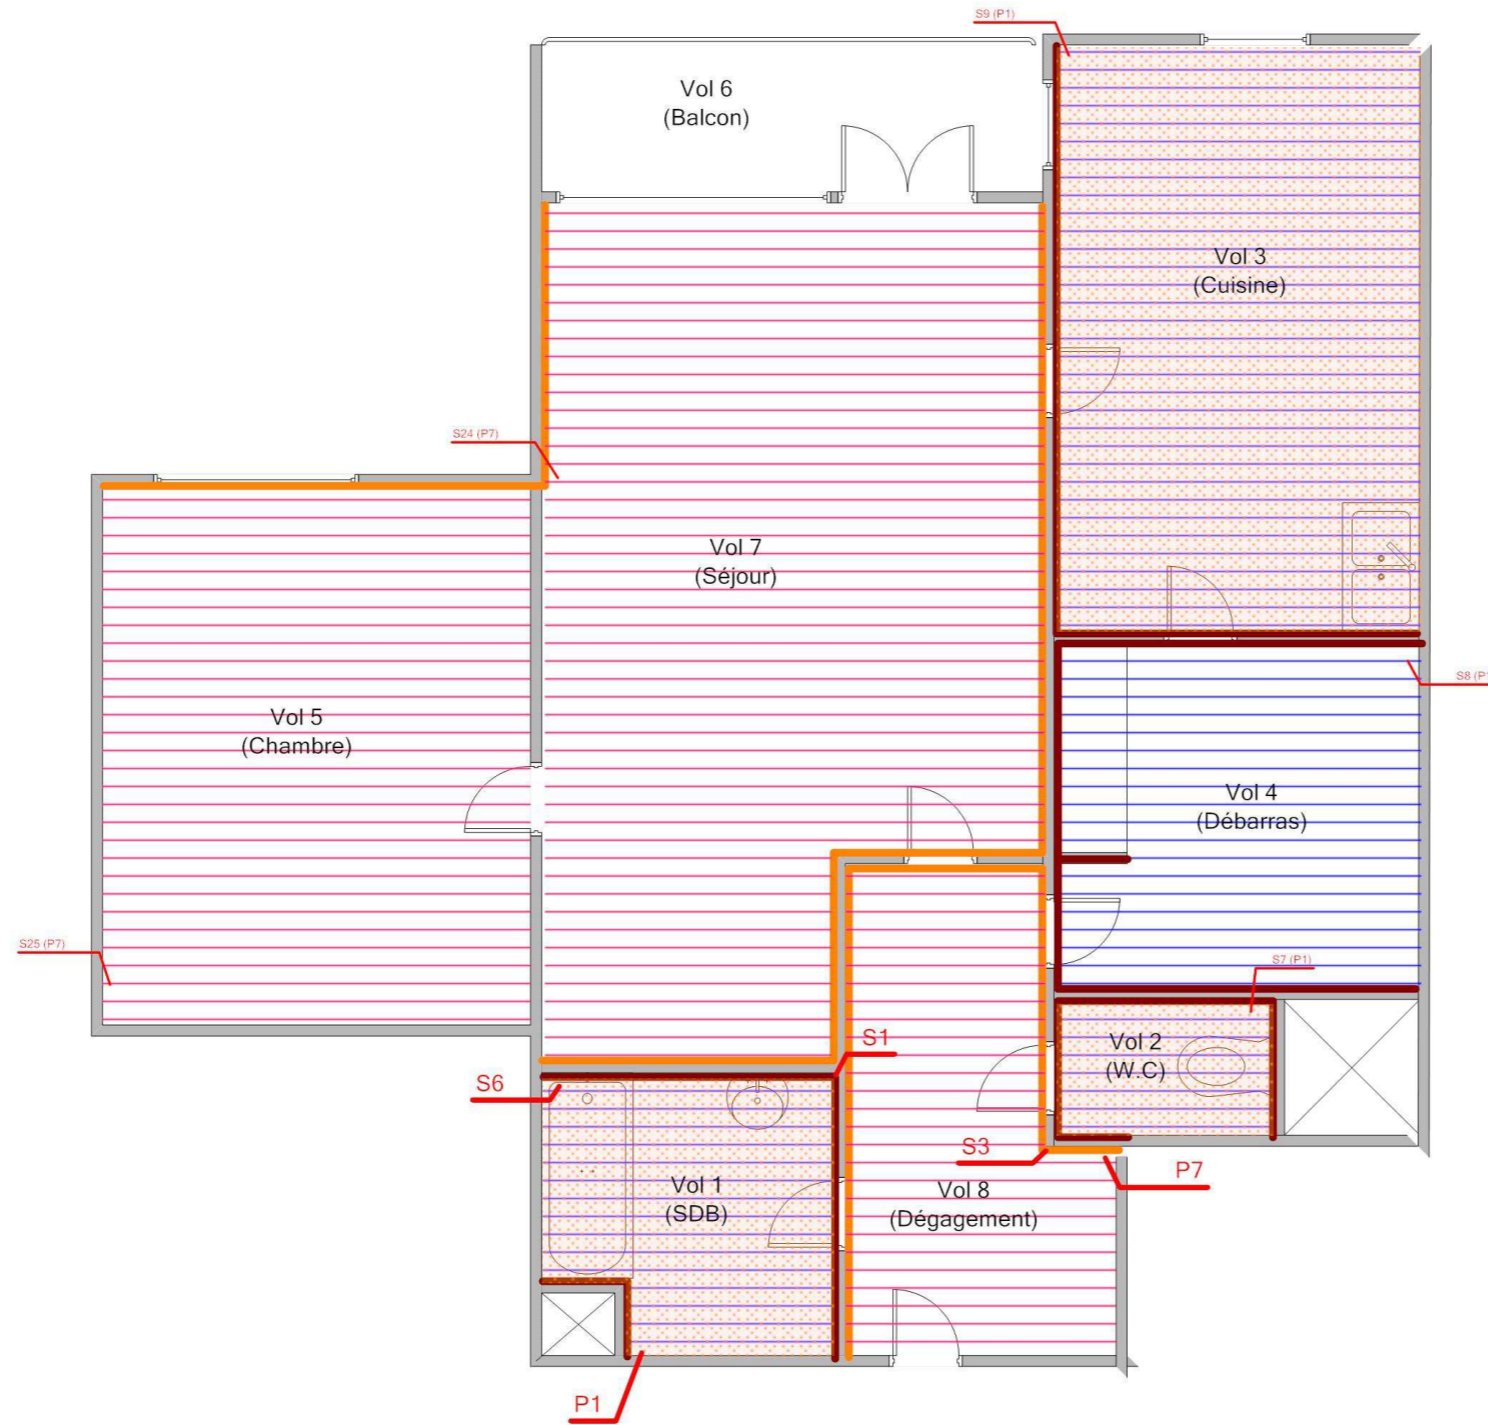 S9 (P1)
Vol 6
(Balcon)
Vol 3
(Cuisine)
S24 (P7)
Vol 7
(Séjour)
S8 (P1
Vol 5
(Chambre)
Vol 4
(Débarras)
S25 (P7)
S7 (P1)
S1
Vol 2
(W.C)
S6
S3
P7
Vol 1
(SDB)
Vol 8
(Dégagement)
P1